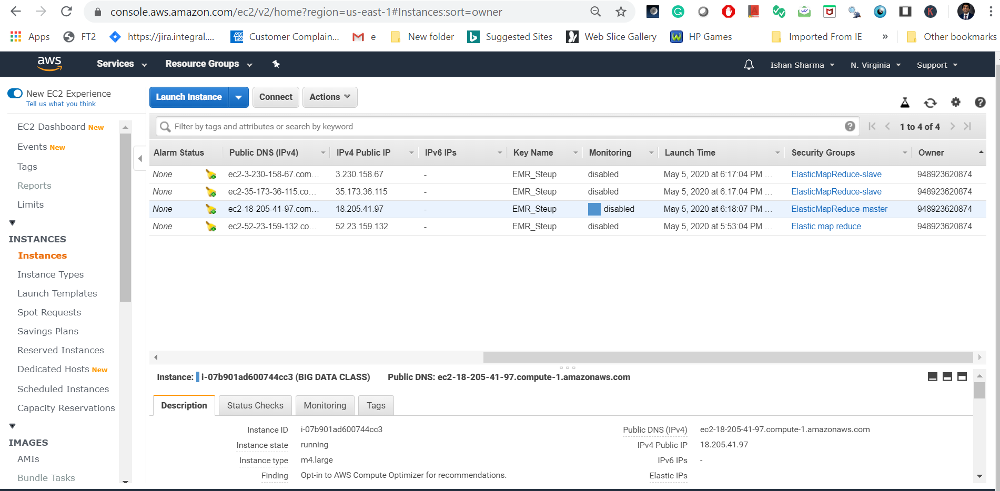 console.aws.amazon.com/ec2/v2/home?region=us-east-1#Instances:sort=owner
Apps FT2 https://jira.integral.... AM EX Customer Complain... e New folder Suggested Sites Web Slice Gallery HP Games Imported From IE » Other bookmarks
aws Services Resource Groups Ishan Sharma N. Virginia Support
New EC2 Experience
Tell us what you think
Launch Instance Connect Actions
EC2 Dashboard New
Events New
Tags
Reports
Limits
INSTANCES
Instances
Instance Types
Launch Templates
Spot Requests
Savings Plans
Reserved Instances
Dedicated Hosts New
Scheduled Instances
Capacity Reservations
IMAGES
AMIs
Bundle Tasks
Filter by tags and attributes or search by keyword 1 to 4 of 4
Alarm Status Public DNS (IPv4) IPv4 Public IP IPv6 IPs Key Name Monitoring Launch Time Security Groups Owner
None ec2-3-230-158-67.com... 3.230.158.67 - EMR_Steup disabled May 5, 2020 at 6:17:04 PM ... ElasticMapReduce-slave 948923620874
None ec2-35-173-36-115.co... 35.173.36.115 - EMR_Steup disabled May 5, 2020 at 6:17:04 PM ... ElasticMapReduce-slave 948923620874
None ec2-18-205-41-97.com... 18.205.41.97 - EMR_Steup disabled May 5, 2020 at 6:18:07 PM ... ElasticMapReduce-master 948923620874
None ec2-52-23-159-132.co... 52.23.159.132 - EMR_Steup disabled May 5, 2020 at 5:53:04 PM ... Elastic map reduce 948923620874
Instance: i-07b901ad600744cc3 (BIG DATA CLASS) Public DNS: ec2-18-205-41-97.compute-1.amazonaws.com
Description Status Checks Monitoring Tags
Instance ID i-07b901ad600744cc3 Public DNS (IPv4) ec2-18-205-41-97.compute-1.amazonaws.com
Instance state running IPv4 Public IP 18.205.41.97
Instance type m4.large IPv6 IPs -
Finding Opt-in to AWS Compute Optimizer for recommendations. Elastic IPs